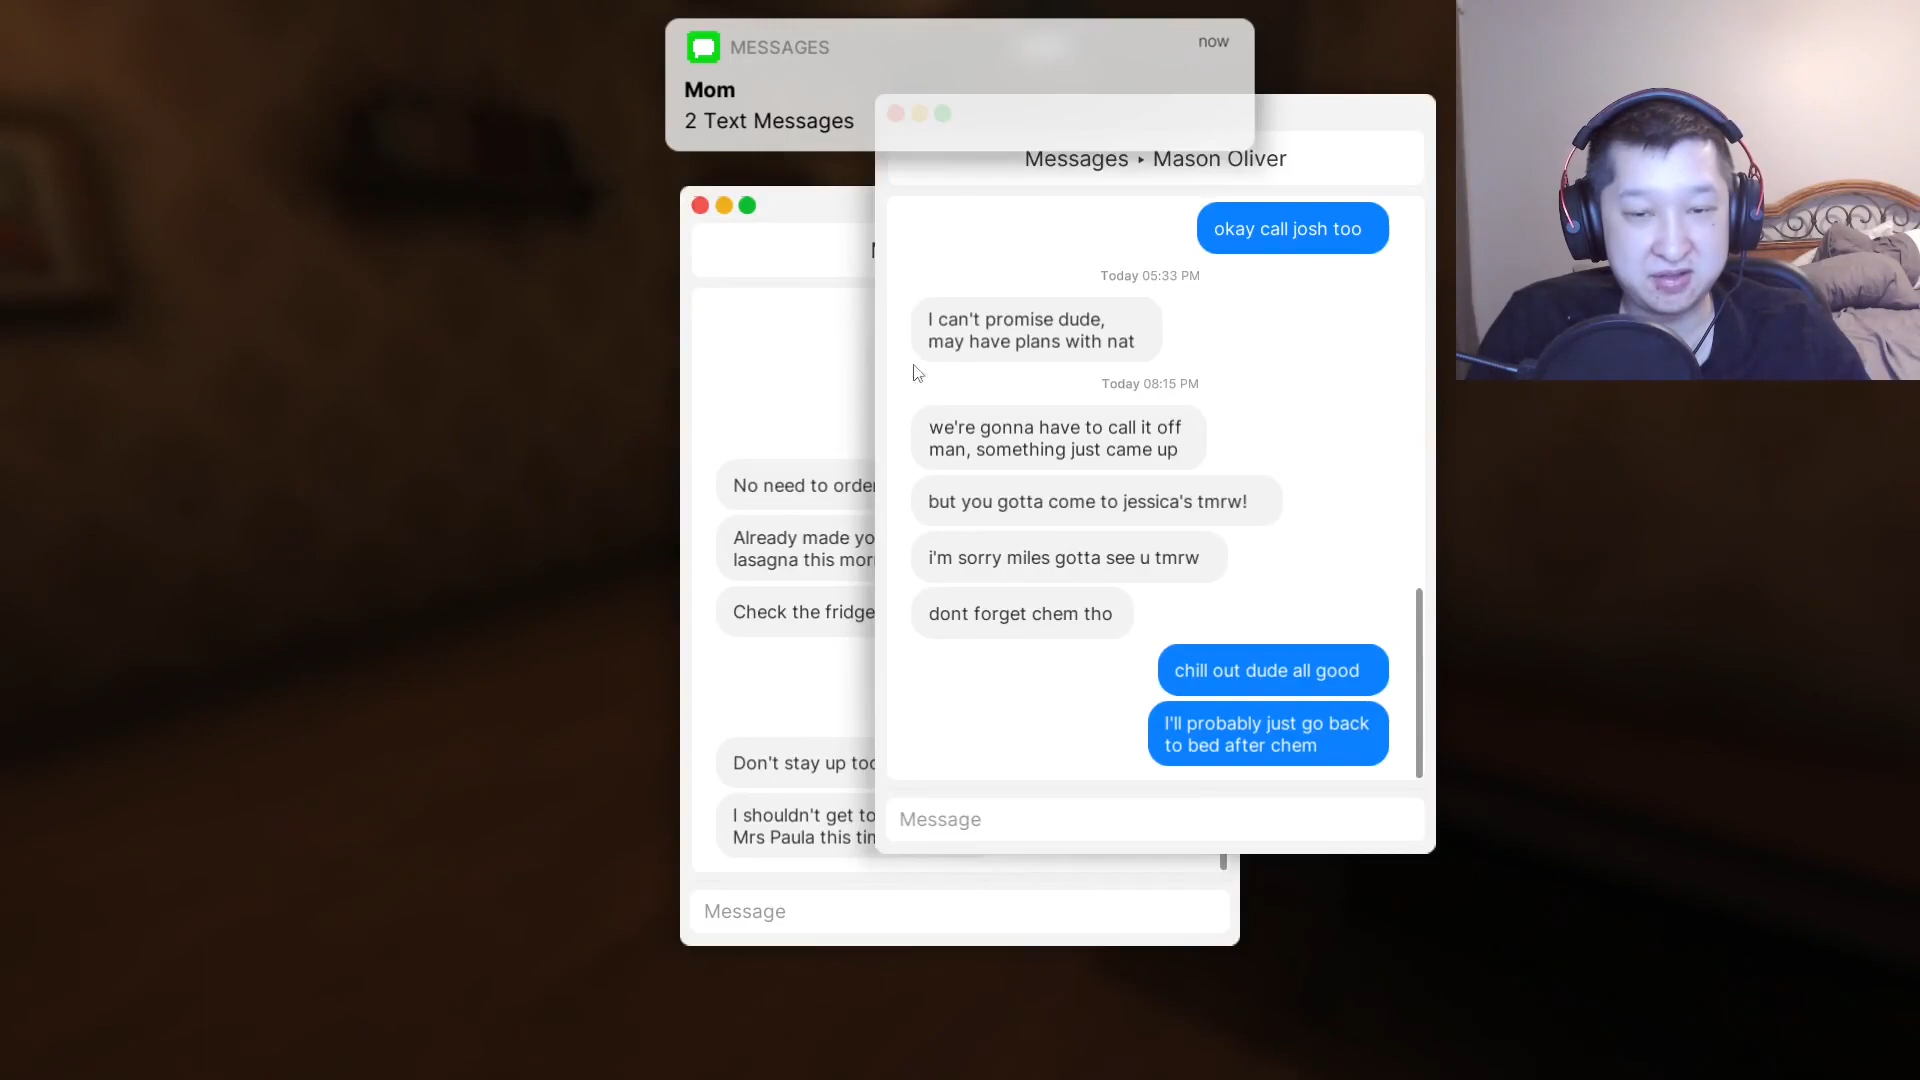 MESSAGES
now
Mom
2 Text Messages
Messages ‣ Mason Oliver
okay call josh too
Today 05:33 PM
I can't promise dude,
may have plans with nat
Today 08:15 PM
we're gonna have to call it off
man, something just came up
but you gotta come to jessica's tmrw!
i'm sorry miles gotta see u tmrw
dont forget chem tho
chill out dude all good
I'll probably just go back
to bed after chem
Message
No need to order
Already made yo
lasagna this mor
Check the fridge
Don't stay up too
I shouldn't get to
Mrs Paula this tim
Message